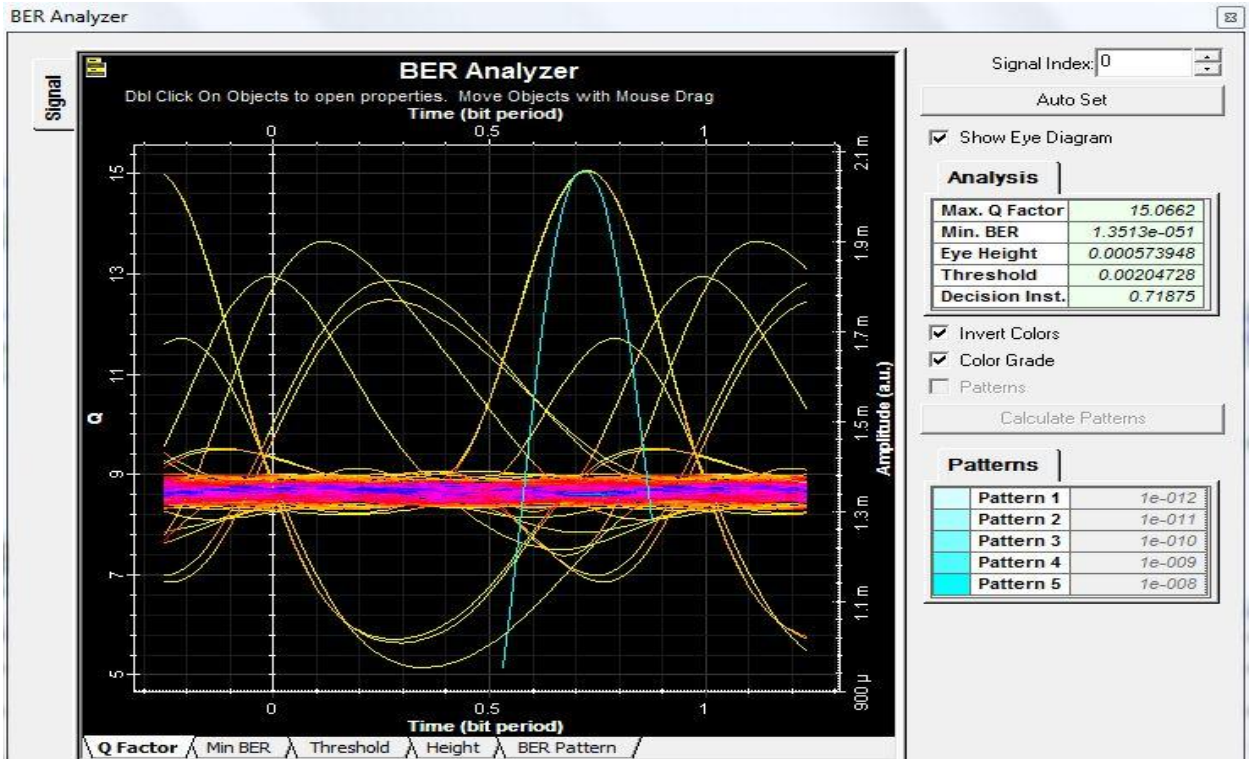 BER Analyzer
Signal
BER Analyzer
Dbl Click On Objects to open properties. Move Objects with Mouse Drag
Time (bit period)
0 0.5 1
Q
15
13
11
9
7
5
Amplitude (a.u.)
2.1 m
1.9 m
1.7 m
1.5 m
1.3 m
1.1 m
900 µ
0 0.5 1
Time (bit period)
Q Factor Min BER Threshold Height BER Pattern
Signal Index: 0
Auto Set
Show Eye Diagram
Analysis
Max. Q Factor 15.0662
Min. BER 1.3513e-051
Eye Height 0.000573948
Threshold 0.00204728
Decision Inst. 0.71875
Invert Colors
Color Grade
Patterns
Calculate Patterns
Patterns
Pattern 1 1e-012
Pattern 2 1e-011
Pattern 3 1e-010
Pattern 4 1e-009
Pattern 5 1e-008